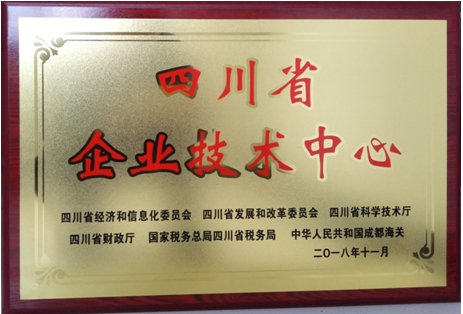 四川省
企业技术中心
四川省经济和信息化委员会 四川省发展和改革委员会 四川省科学技术厅
四川省财政厅 国家税务总局四川省税务局 中华人民共和国成都海关
二〇一八年十一月